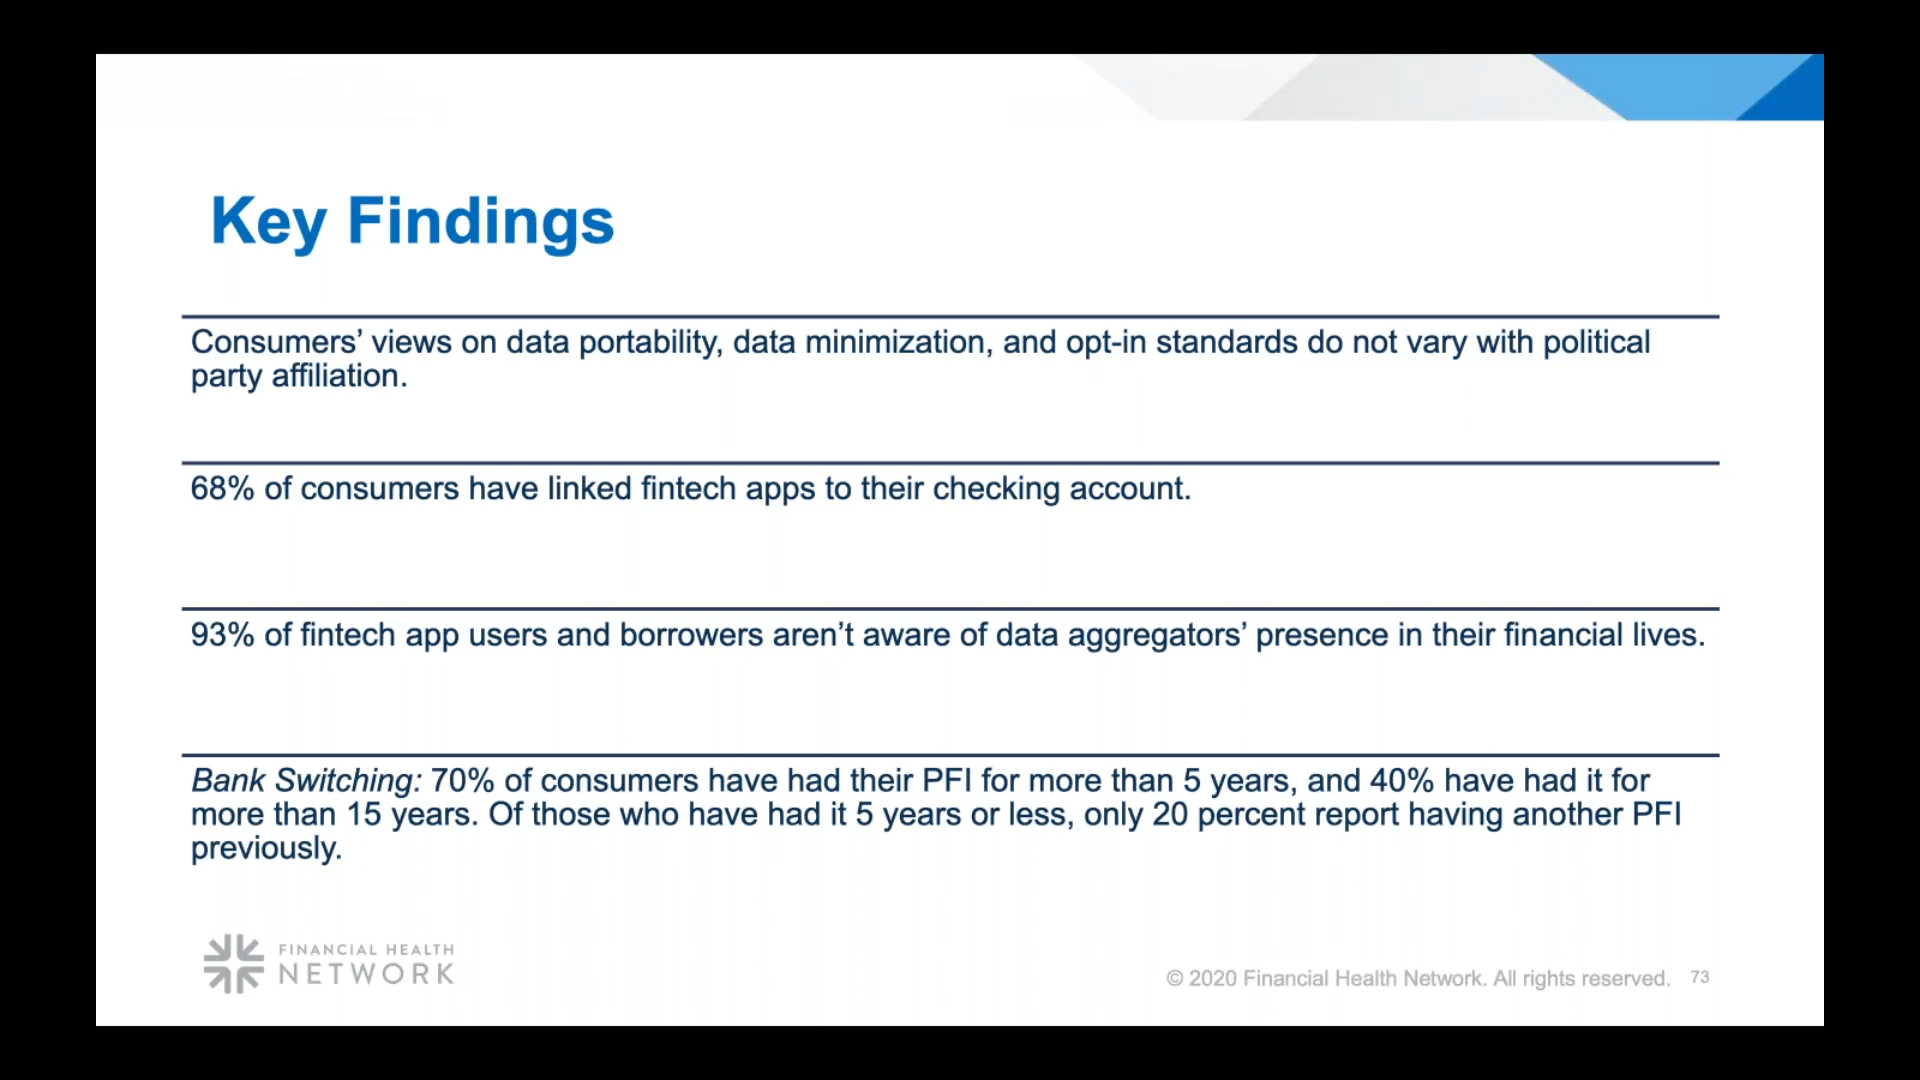 Key Findings
Consumers’ views on data portability, data minimization, and opt-in standards do not vary with political
party affiliation.
68% of consumers have linked fintech apps to their checking account.
93% of fintech app users and borrowers aren’t aware of data aggregators’ presence in their financial lives.
Bank Switching: 70% of consumers have had their PFI for more than 5 years, and 40% have had it for
more than 15 years. Of those who have had it 5 years or less, only 20 percent report having another PFI
previously.
FINANCIAL HEALTH
NETWORK
© 2020 Financial Health Network. All rights reserved. 73